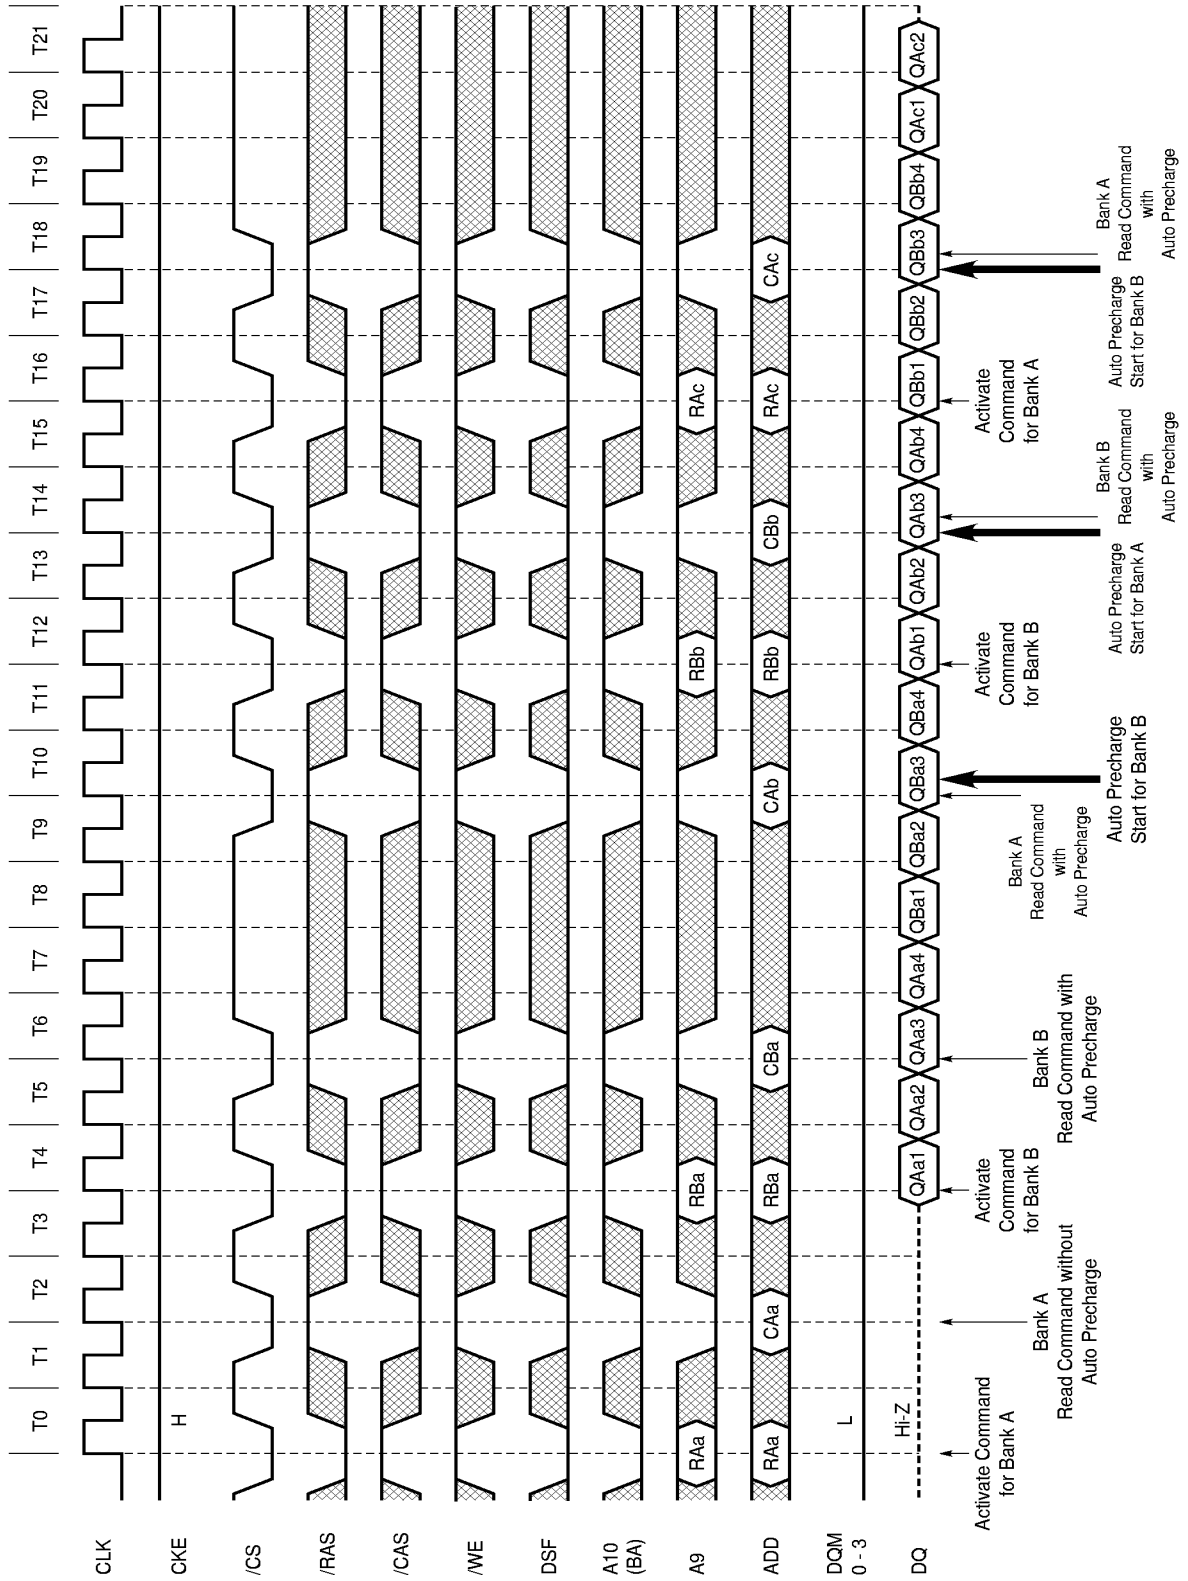 T0 T1 T2 T3 T4 T5 T6 T7 T8 T9 T10 T11 T12 T13 T14 T15 T16 T17 T18 T19 T20 T21
CLK
CKE
H
/CS
/RAS
/CAS
/WE
DSF
A10
(BA)
A9
RAa RBa RBb RAc
ADD
RAa CAa RBa CBa CAb RBb CBb RAc CAc
DQM
0 - 3
L
DQ
Hi-Z
QAa1 QAa2 QAa3 QAa4 QBa1 QBa2 QBa3 QBa4 QAb1 QAb2 QAb3 QAb4 QBb1 QBb2 QBb3 QBb4 QAc1 QAc2
Activate Command
for Bank A
Bank A
Read Command without
Auto Precharge
Activate
Command
for Bank B
Bank B
Read Command with
Auto Precharge
Bank A
Read Command
with
Auto Precharge
Auto Precharge
Start for Bank B
Activate
Command
for Bank B
Auto Precharge
Start for Bank A
Bank B
Read Command
with
Auto Precharge
Activate
Command
for Bank A
Auto Precharge
Start for Bank B
Bank A
Read Command
with
Auto Precharge